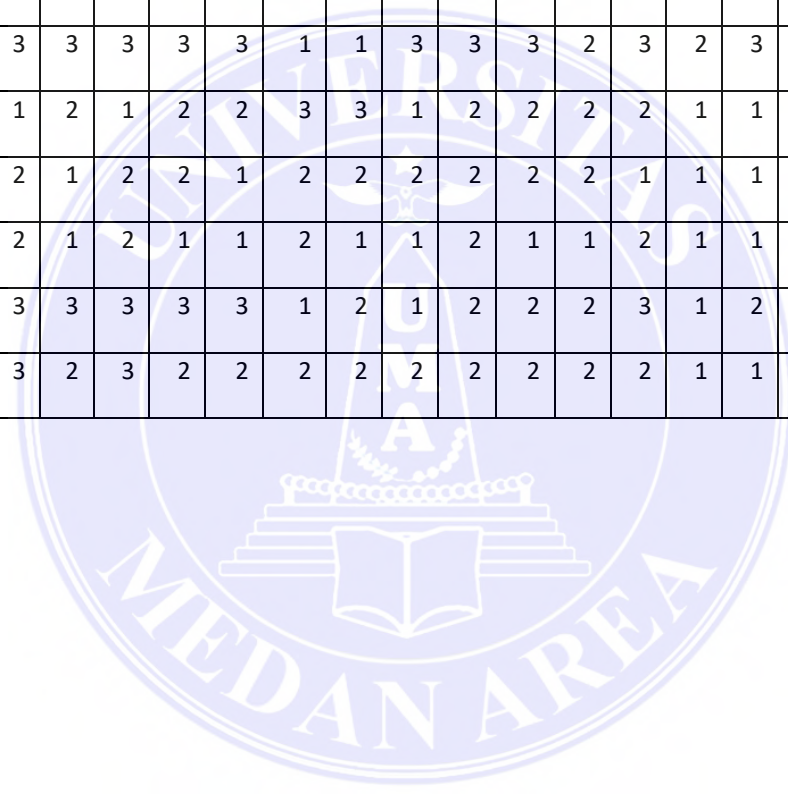 3 3 3 3 3 1 1 3 3 3 2 3 2 3
1 2 1 2 2 3 3 1 2 2 2 2 1 1
2 1 2 2 1 2 2 2 2 2 2 1 1 1
2 1 2 1 1 2 1 1 2 1 1 2 1 1
3 3 3 3 3 1 2 1 2 2 2 3 1 2
3 2 3 2 2 2 2 2 2 2 2 2 1 1
UNIVERSITAS
UMA
MEDAN AREA